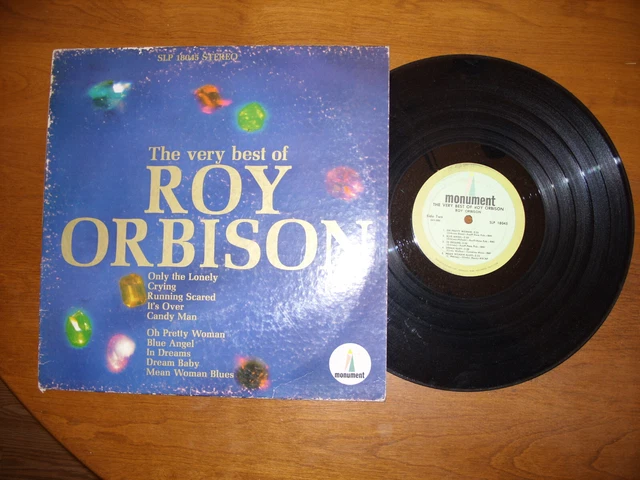 SLP 18045 STEREO
The very best of
ROY
ORBISON
Only the Lonely
Crying
Running Scared
It's Over
Candy Man
Oh Pretty Woman
Blue Angel
In Dreams
Dream Baby
Mean Woman Blues
monument
monument
THE VERY BEST OF ROY ORBISON
ROY ORBISON
Side Two
SLP 18045